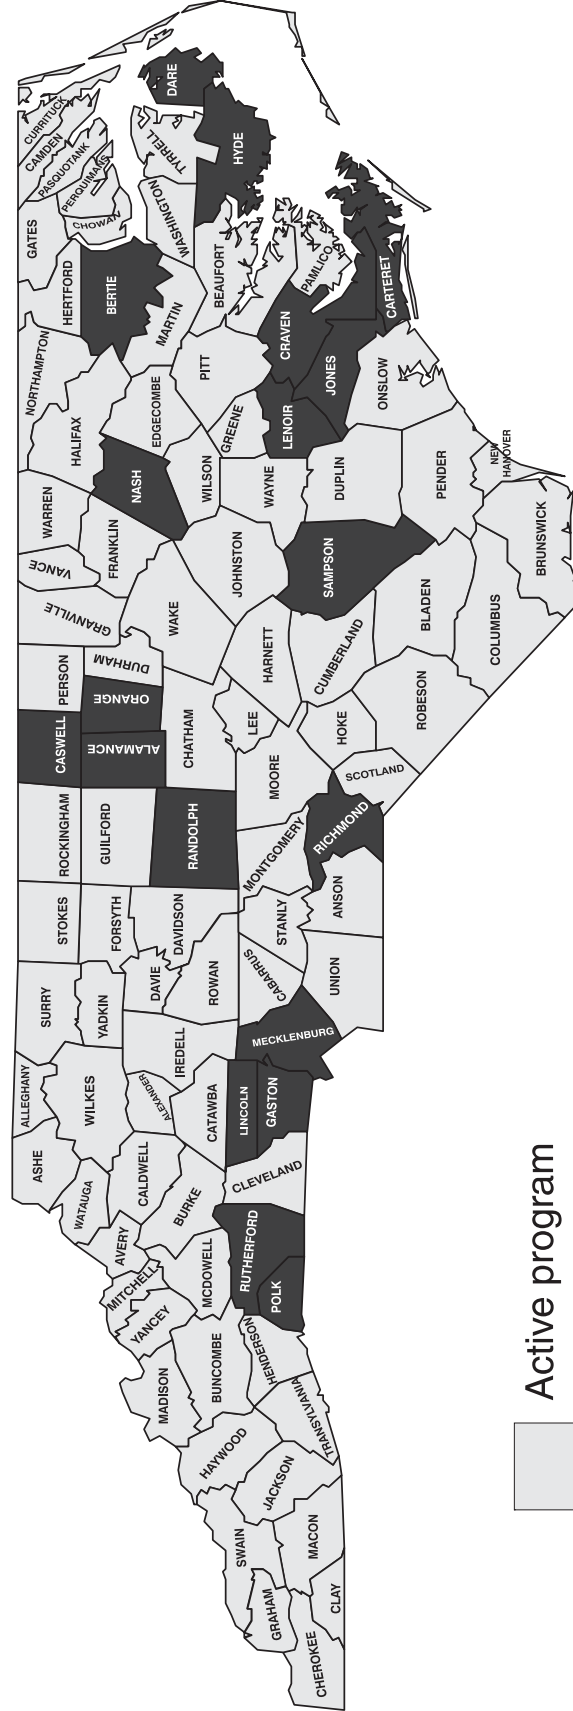 CURRITUCK
CAMDEN
PASQUOTANK
PERQUIMANS
CHOWAN
GATES
HERTFORD
BERTIE
NORTHAMPTON
HALIFAX
MARTIN
WASHINGTON
TYRRELL
DARE
HYDE
BEAUFORT
PAMLICO
CRAVEN
CARTERET
JONES
LENOIR
PITT
GREENE
EDGECOMBE
NASH
WILSON
WAYNE
DUPLIN
ONSLOW
PENDER
NEW
HANOVER
BRUNSWICK
COLUMBUS
BLADEN
SAMPSON
JOHNSTON
WAKE
FRANKLIN
WARREN
VANCE
GRANVILLE
PERSON
DURHAM
ORANGE
CASWELL
ALAMANCE
CHATHAM
LEE
HARNETT
CUMBERLAND
HOKE
ROBESON
SCOTLAND
RICHMOND
MOORE
MONTGOMERY
RANDOLPH
GUILFORD
ROCKINGHAM
STOKES
FORSYTH
DAVIDSON
DAVIE
ROWAN
STANLY
CABARRUS
ANSON
UNION
MECKLENBURG
SURRY
YADKIN
IREDELL
ALEXANDER
CATAWBA
LINCOLN
GASTON
CLEVELAND
ALLEGHANY
WILKES
ASHE
WATAUGA
CALDWELL
BURKE
AVERY
MITCHELL
YANCEY
MCDOWELL
RUTHERFORD
POLK
HENDERSON
BUNCOMBE
MADISON
HAYWOOD
TRANSYLVANIA
JACKSON
SWAIN
MACON
GRAHAM
CLAY
CHEROKEE
Active program